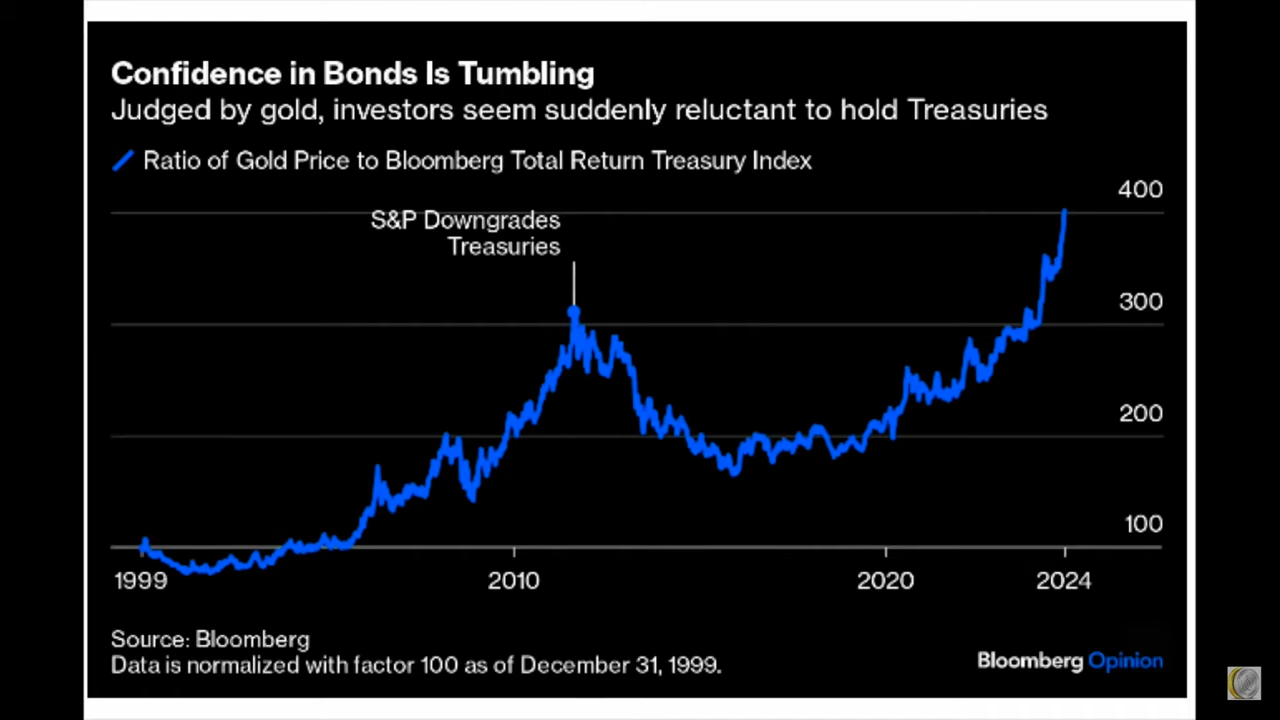 Confidence in Bonds Is Tumbling
Judged by gold, investors seem suddenly reluctant to hold Treasuries
Ratio of Gold Price to Bloomberg Total Return Treasury Index
400
S&P Downgrades
Treasuries
300
200
100
1999
2010
2020
2024
Source: Bloomberg
Data is normalized with factor 100 as of December 31, 1999.
Bloomberg Opinion